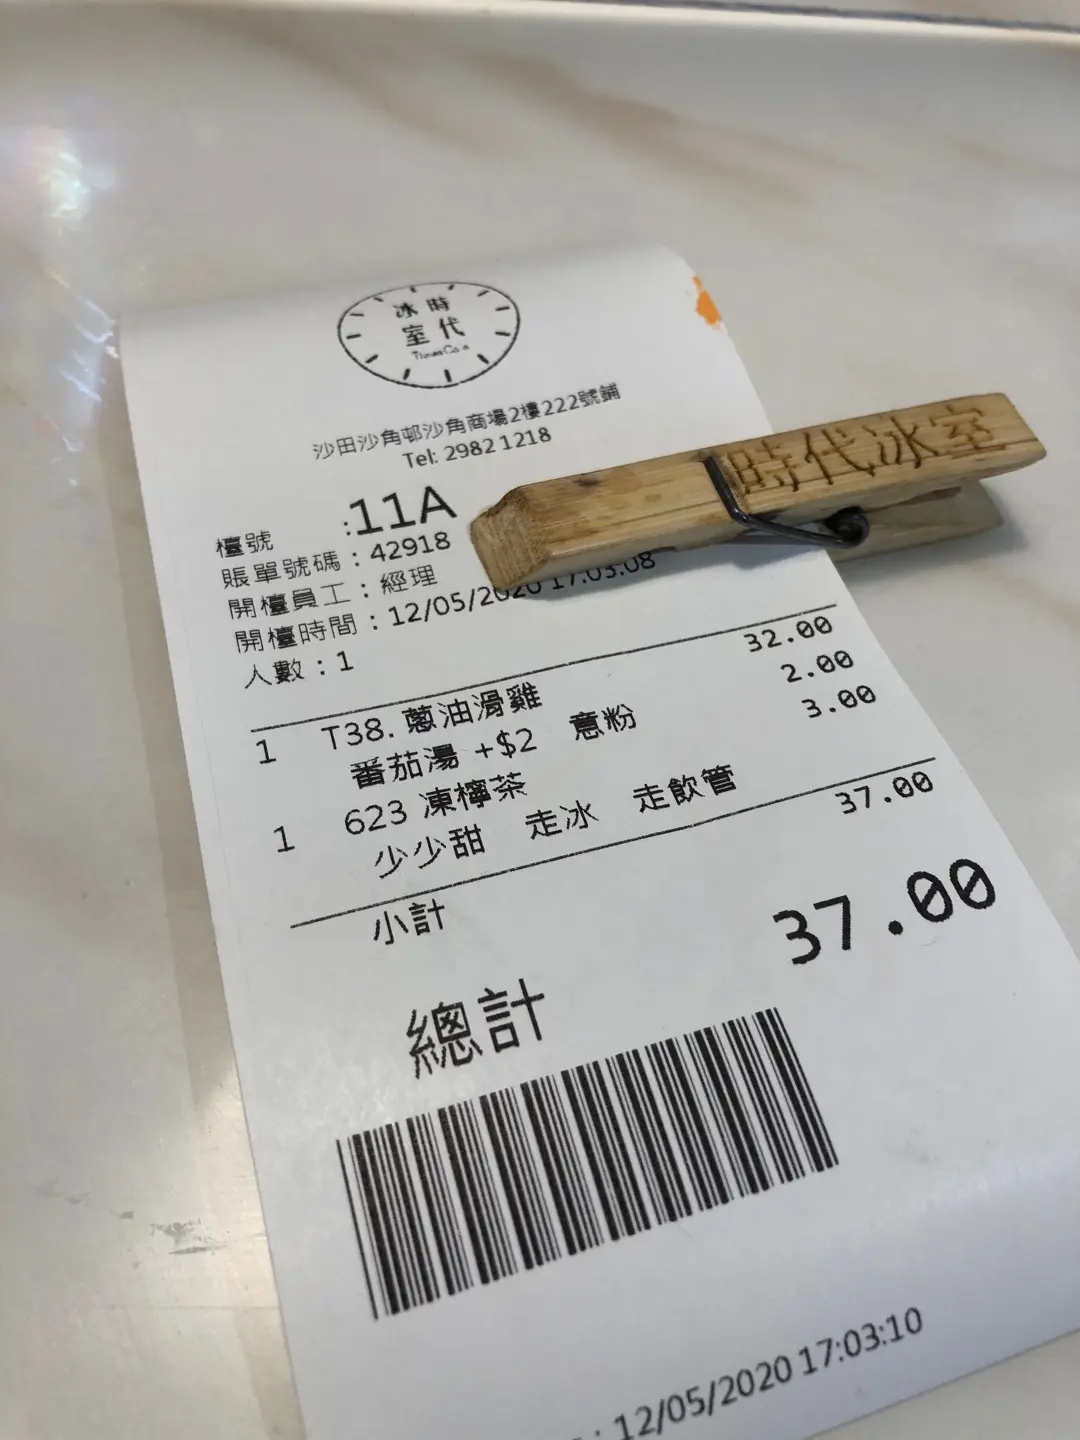 時代
冰室
沙田沙角邨沙角商場2樓222號鋪
Tel: 2982 1218
檯號 :11A
賬單號碼 : 42918
開檯員工 : 經理
開檯時間 : 12/05/2020 17:03:08
人數 : 1
1 T38. 蔥油滑雞 32.00
番茄湯 +$2 意粉 2.00
1 623 凍檸茶 3.00
少少甜 走冰 走飲管
小計 37.00
總計 37.00
: 12/05/2020 17:03:10
時代冰室